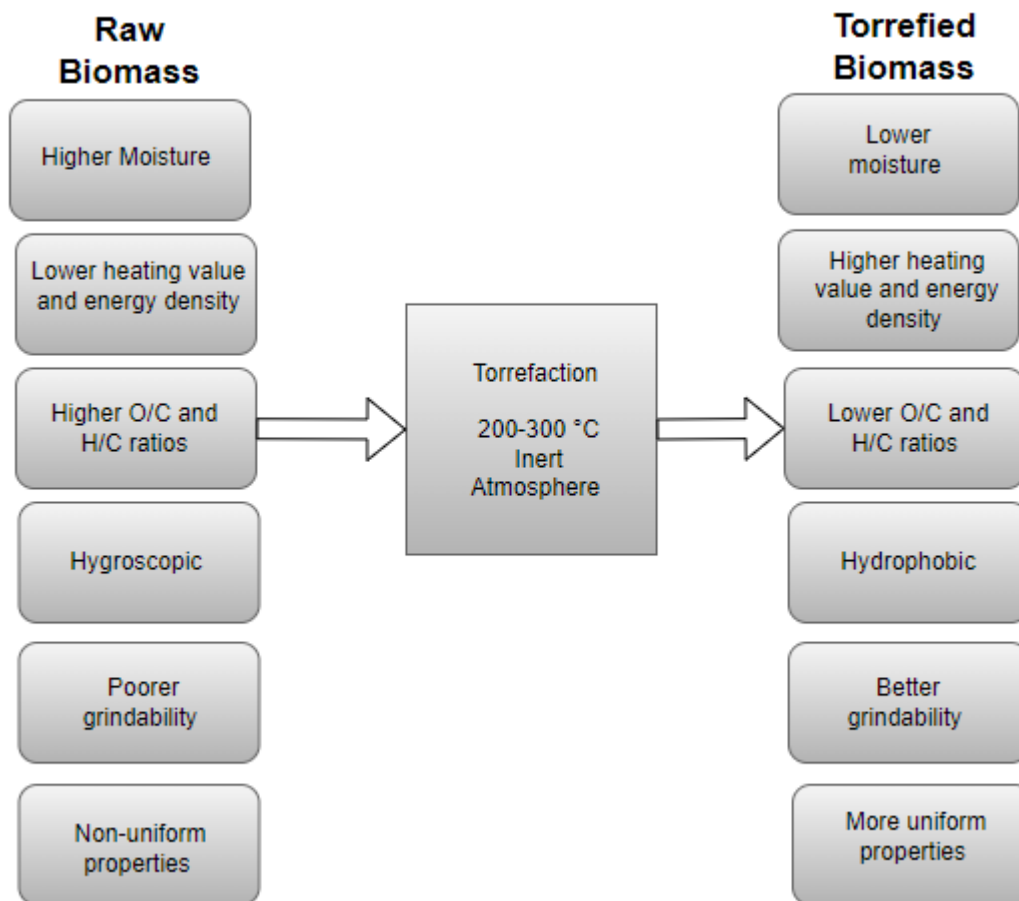 Raw
Biomass
Higher Moisture
Lower heating value
and energy density
Higher O/C and
H/C ratios
Hygroscopic
Poorer
grindability
Non-uniform
properties
Torrefaction
200-300 °C
Inert
Atmosphere
Torrefied
Biomass
Lower
moisture
Higher heating
value and energy
density
Lower O/C and
H/C ratios
Hydrophobic
Better
grindability
More uniform
properties